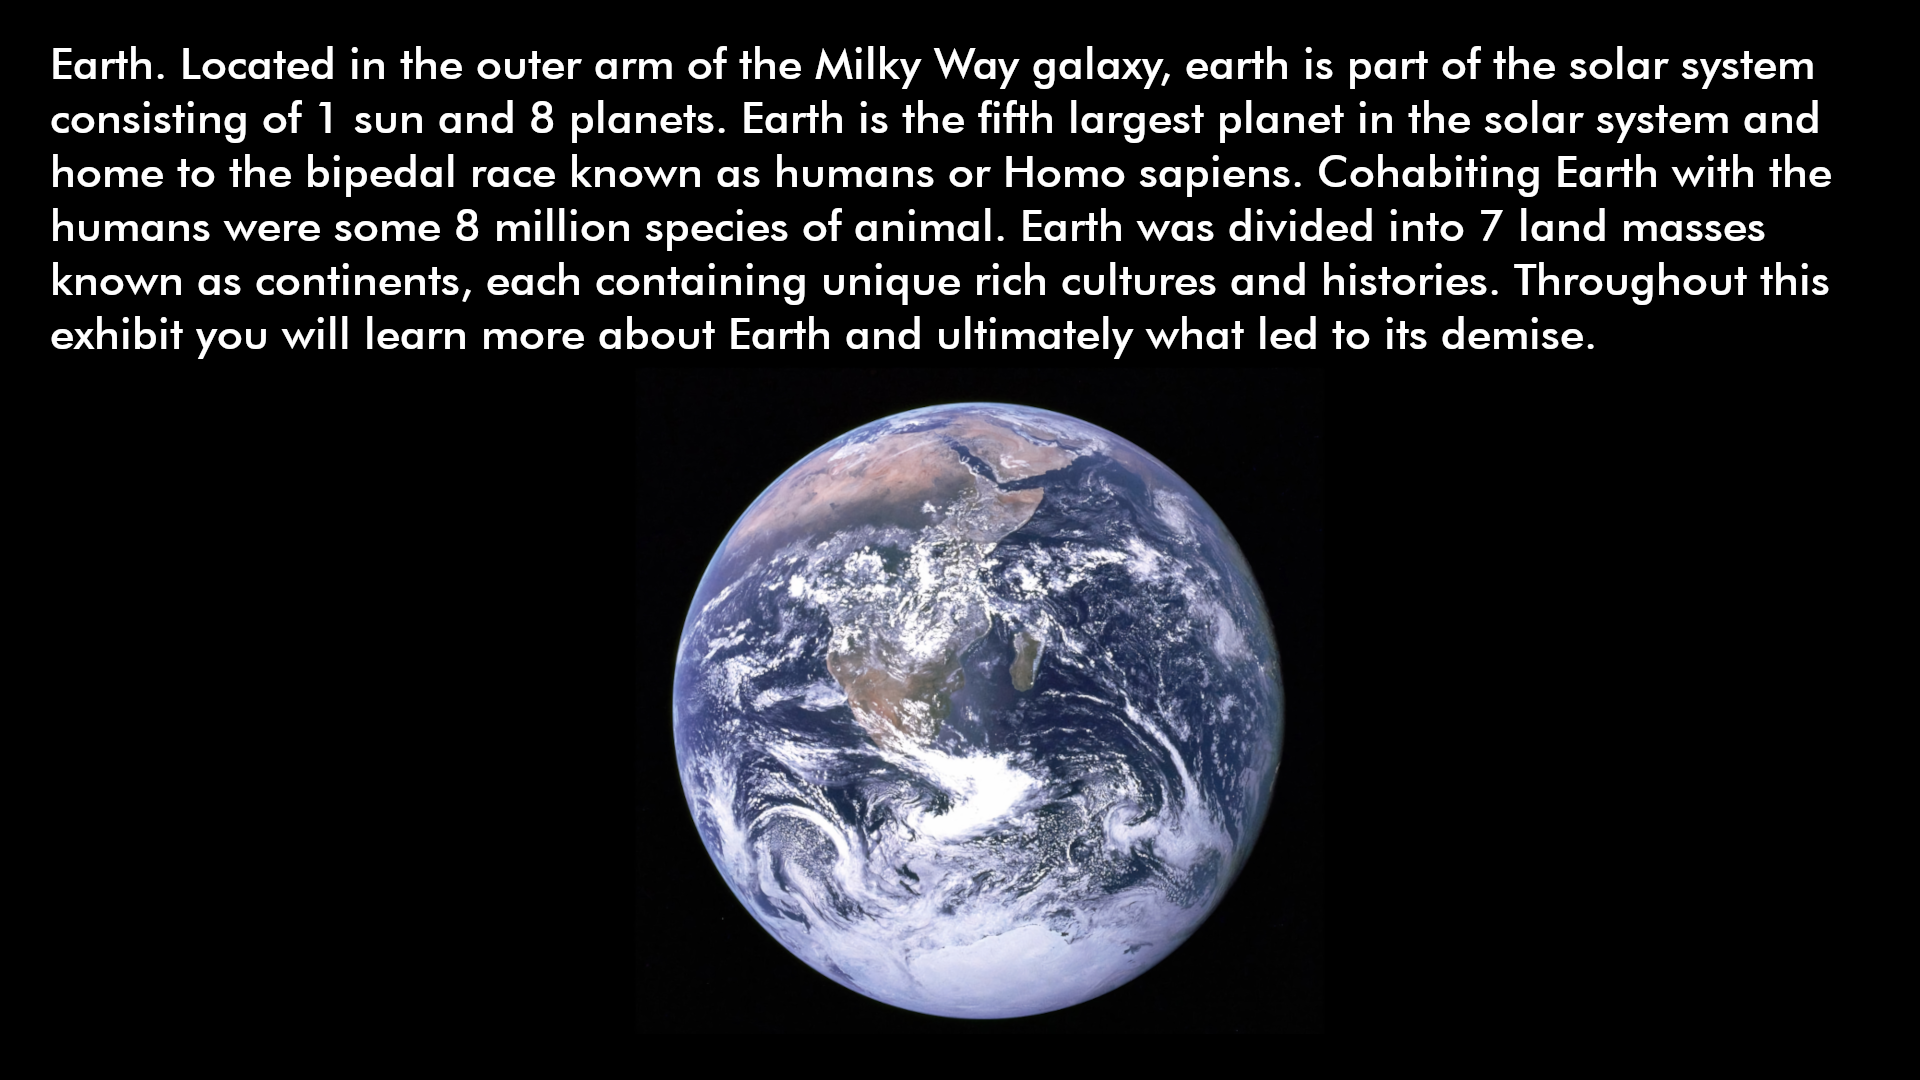 Earth. Located in the outer arm of the Milky Way galaxy, earth is part of the solar system
consisting of 1 sun and 8 planets. Earth is the fifth largest planet in the solar system and
home to the bipedal race known as humans or Homo sapiens. Cohabiting Earth with the
humans were some 8 million species of animal. Earth was divided into 7 land masses
known as continents, each containing unique rich cultures and histories. Throughout this
exhibit you will learn more about Earth and ultimately what led to its demise.